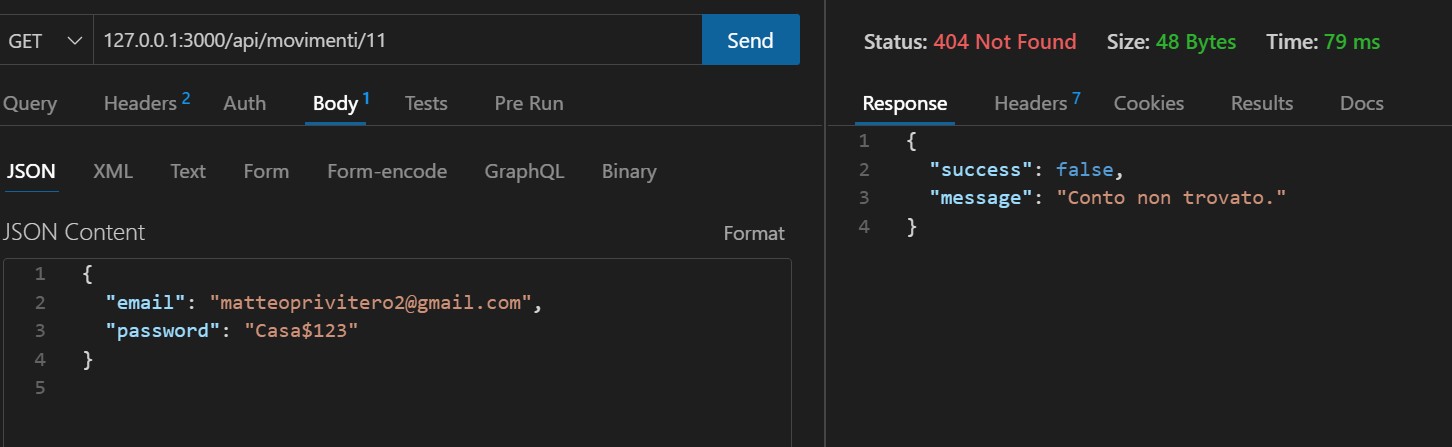 GET 127.0.0.1:3000/api/movimenti/11 Send
Query Headers 2 Auth Body 1 Tests Pre Run
JSON XML Text Form Form-encode GraphQL Binary
JSON Content Format
1 {
2 "email": "matteoprivitero2@gmail.com",
3 "password": "Casa$123"
4 }
5
Status: 404 Not Found Size: 48 Bytes Time: 79 ms
Response Headers 7 Cookies Results Docs
1 {
2 "success": false,
3 "message": "Conto non trovato."
4 }